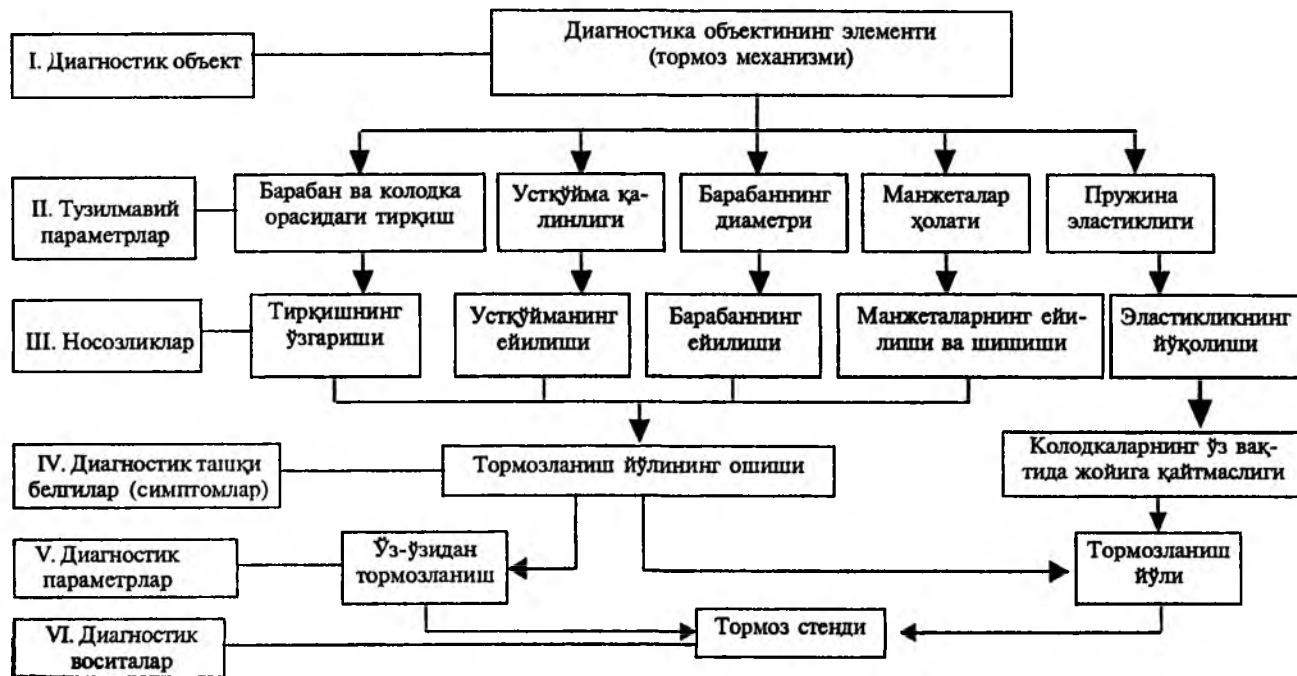 I. Диагностик объект
Диагностика объектининг элементи
(тормоз механизми)
II. Тузилмавий
параметрлар
Барабан ва колодка
орасидаги тирқиш
Устқўйма қа-
линлиги
Барабаннинг
диаметри
Манжеталар
ҳолати
Пружина
эластиклиги
III. Носозликлар
Тирқишнинг
ўзгариши
Устқўйманинг
ейилиши
Барабаннинг
ейилиши
Манжеталарнинг ейи-
лиши ва шишиши
Эластикликнинг
йўқолиши
IV. Диагностик ташқи
белгилар (симптомлар)
Тормозланиш йўлининг ошиши
Колодкаларнинг ўз вақ-
тида жойига қайтмаслиги
V. Диагностик
параметрлар
Ўз-ўзидан
тормозланиш
Тормозланиш
йўли
VI. Диагностик
воситалар
Тормоз стенди